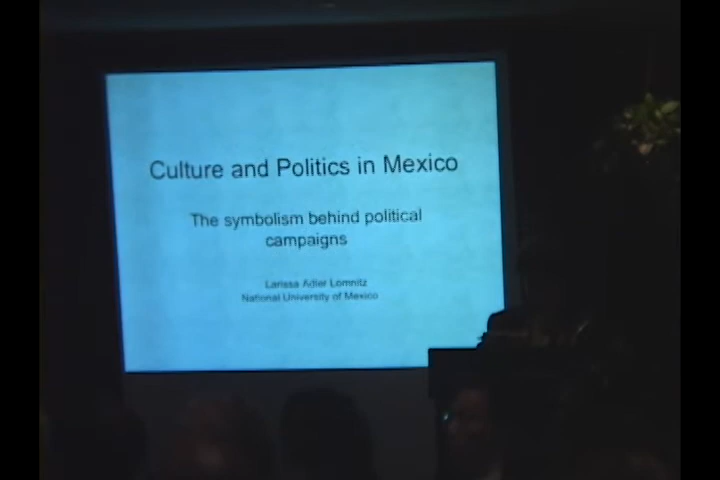 Culture and Politics in Mexico
The symbolism behind political
campaigns
Larissa Adler Lomnitz
National University of Mexico